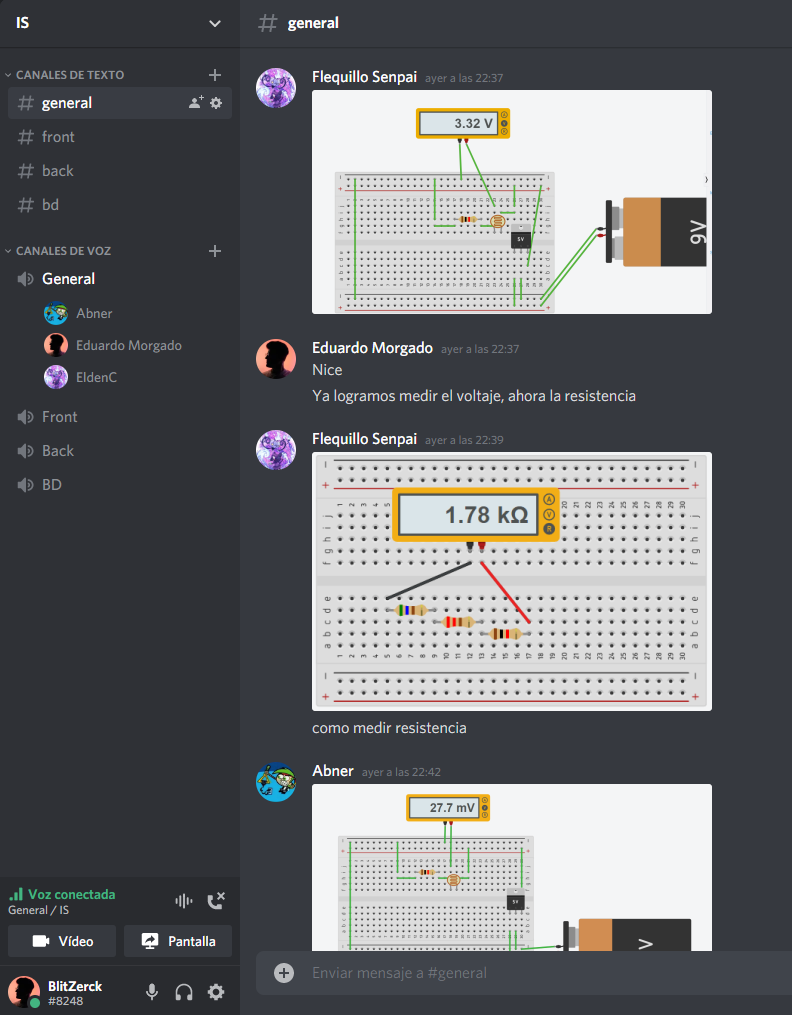 IS
general
CANALES DE TEXTO
general
front
back
bd
CANALES DE VOZ
General
Abner
Eduardo Morgado
EldenC
Front
Back
BD
Voz conectada
General / IS
Vídeo
Pantalla
BlitZerck
#8248
Flequillo Senpai ayer a las 22:37
3.32 V
5V
9V
Eduardo Morgado ayer a las 22:37
Nice
Ya logramos medir el voltaje, ahora la resistencia
Flequillo Senpai ayer a las 22:39
1.78 kΩ
A
V
R
como medir resistencia
Abner ayer a las 22:42
27.7 mV
5V
V
Enviar mensaje a #general